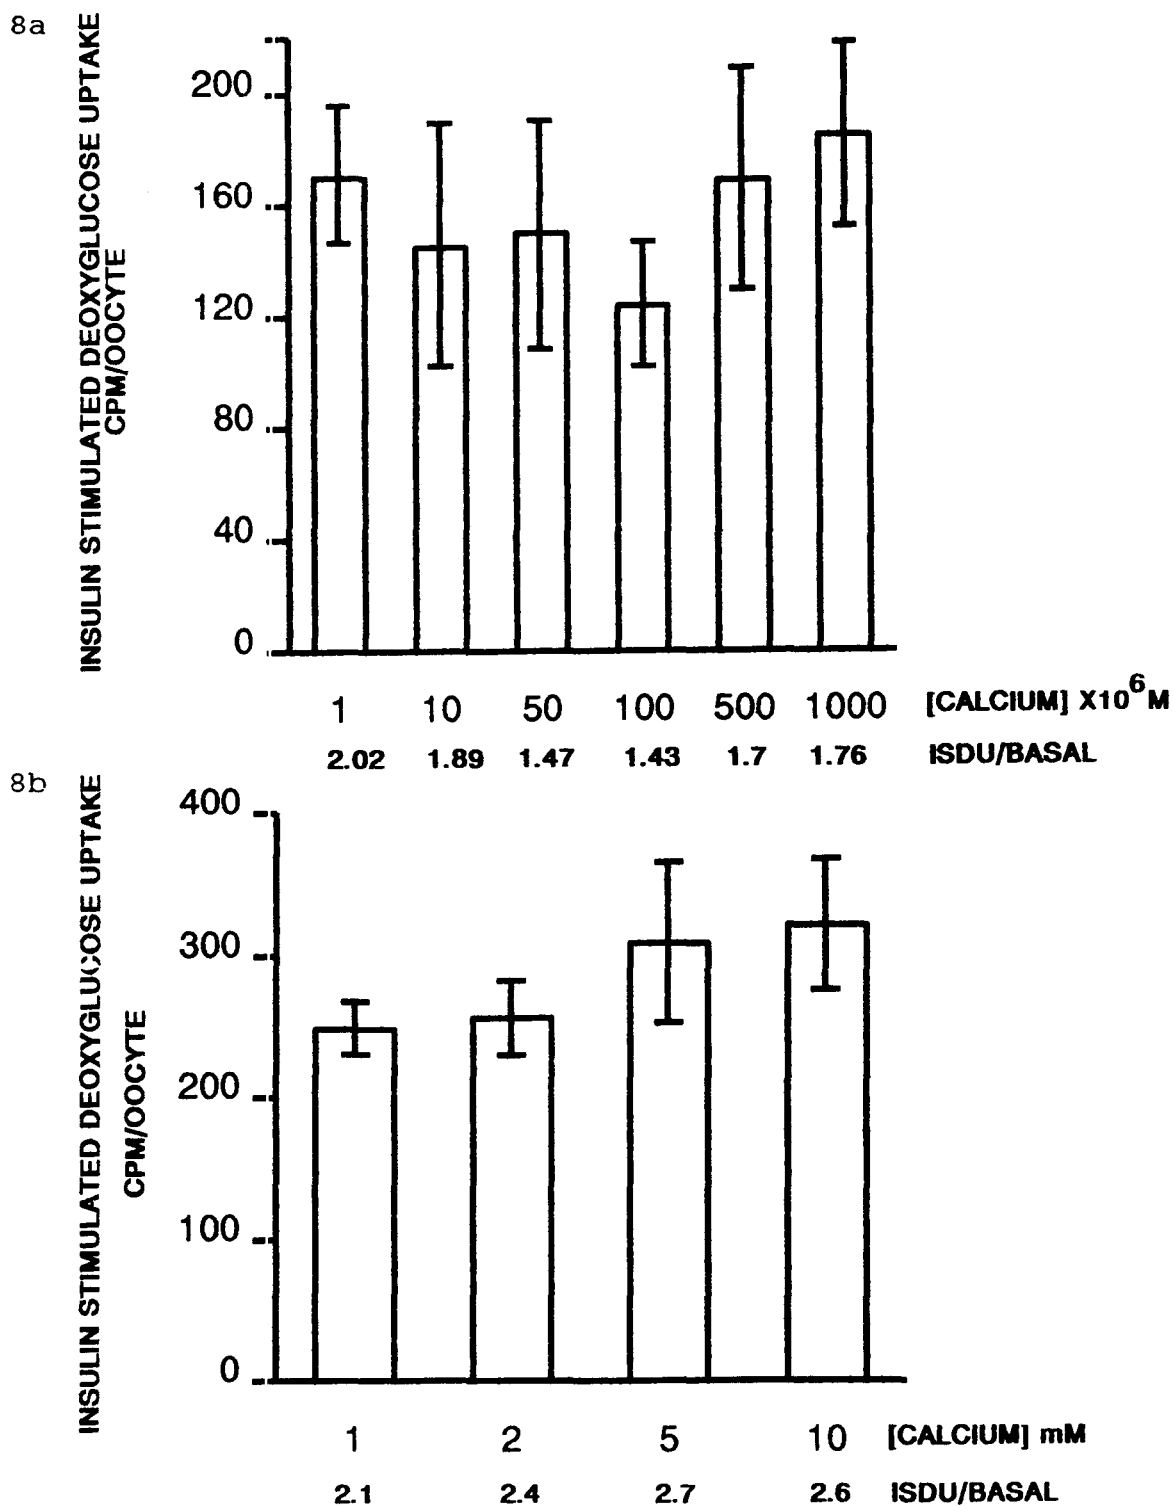 8a
INSULIN STIMULATED DEOXYGLUCOSE UPTAKE
CPM/OOCYTE
200
160
120
80
40
0
1 10 50 100 500 1000 [CALCIUM] X10^6 M
2.02 1.89 1.47 1.43 1.7 1.76 ISDU/BASAL
8b
INSULIN STIMULATED DEOXYGLUCOSE UPTAKE
CPM/OOCYTE
400
300
200
100
0
1 2 5 10 [CALCIUM] mM
2.1 2.4 2.7 2.6 ISDU/BASAL